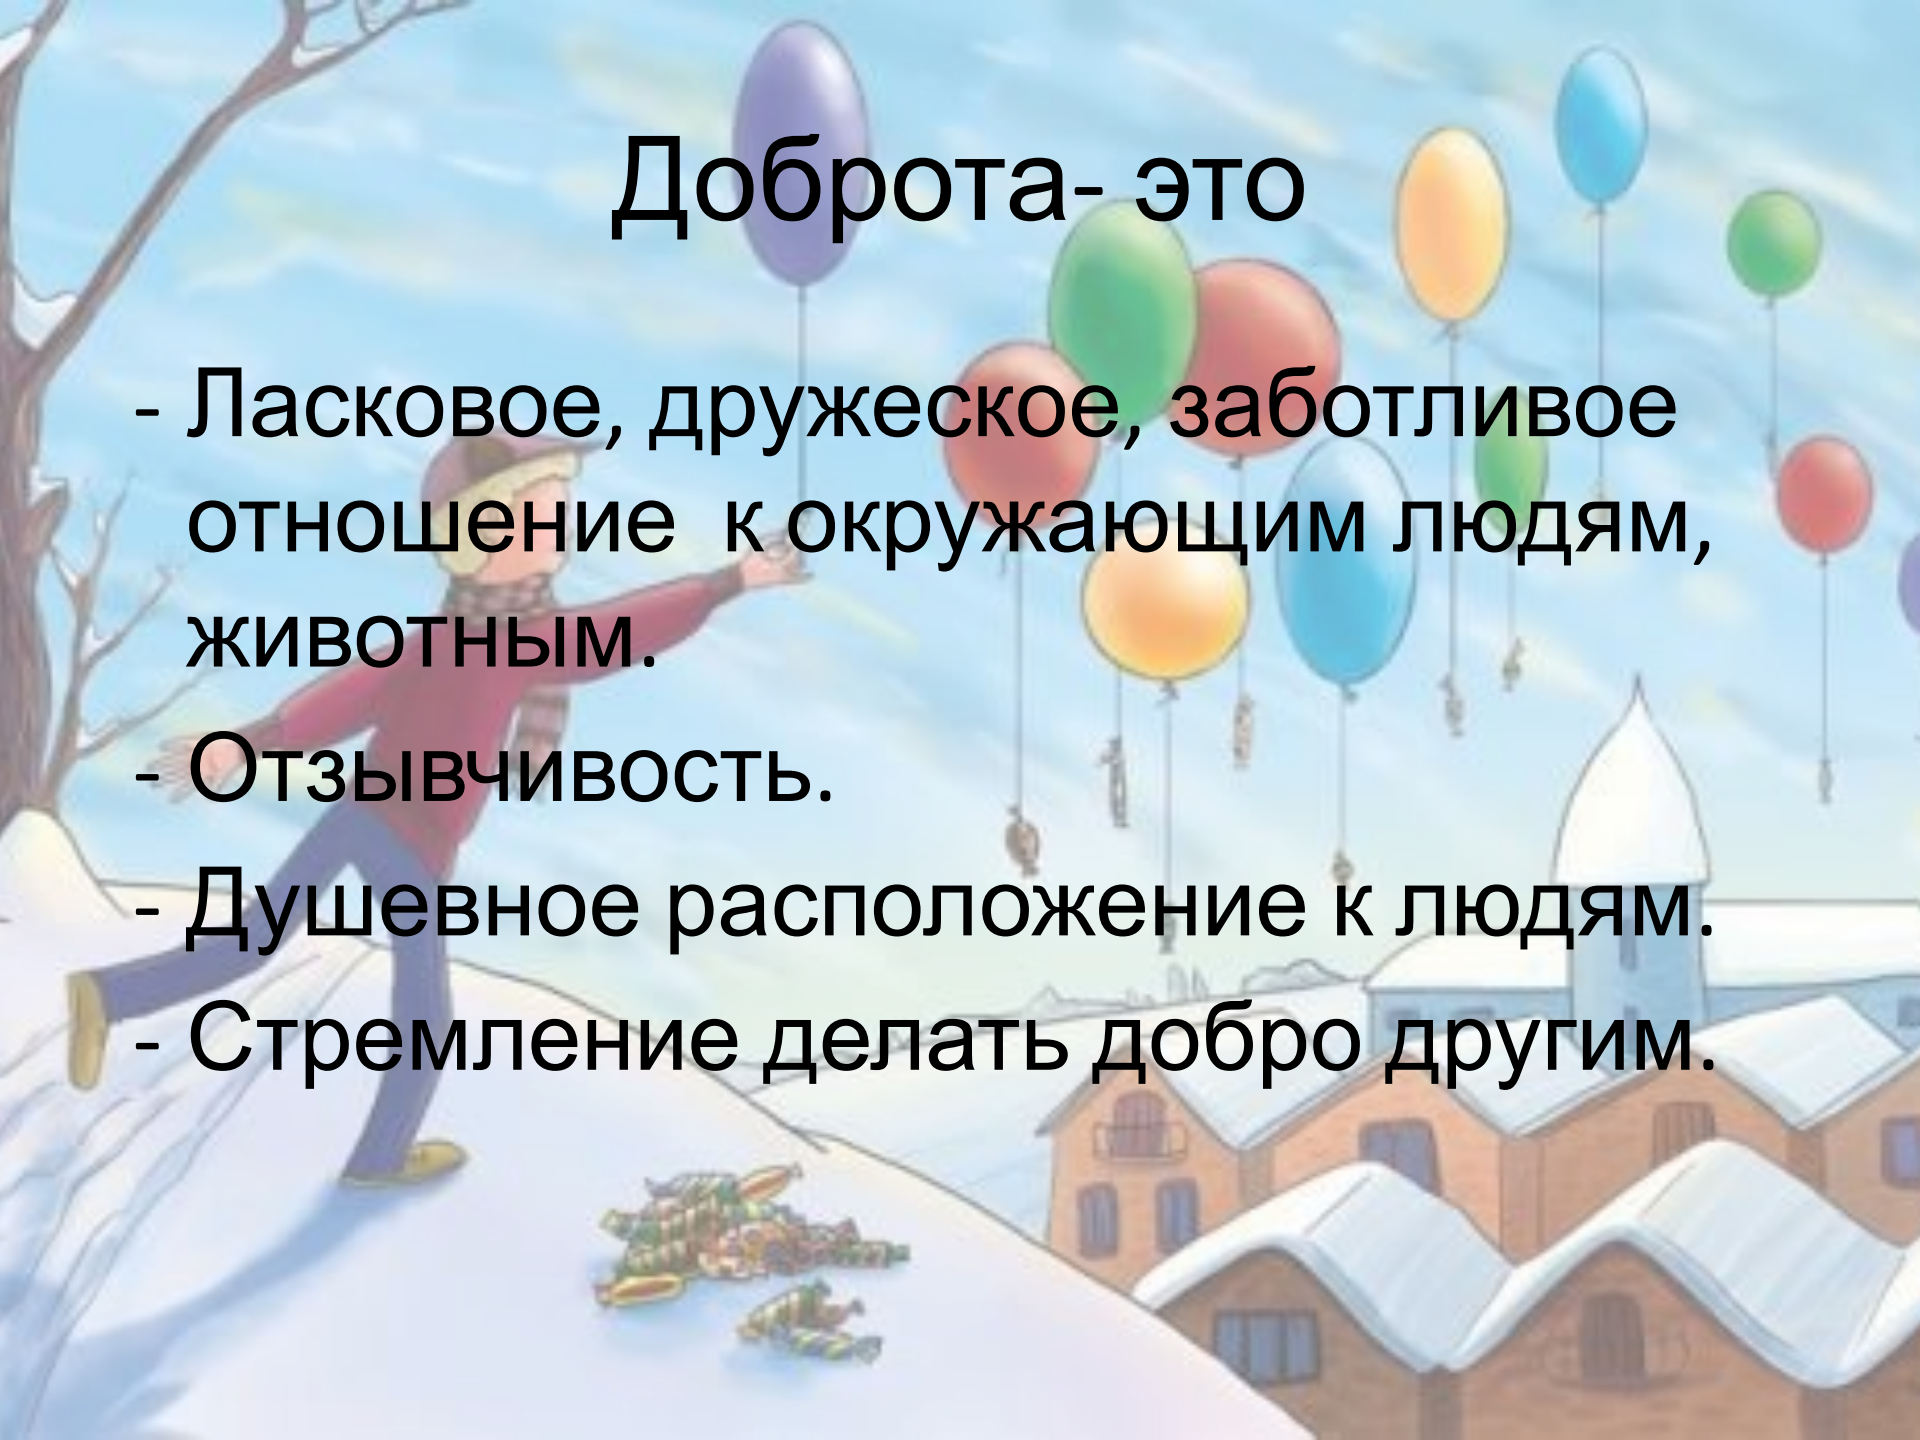 Доброта- это
- Ласковое, дружеское, заботливое
отношение  к окружающим людям,
животным.
- Отзывчивость.
- Душевное расположение к людям.
- Стремление делать добро другим.